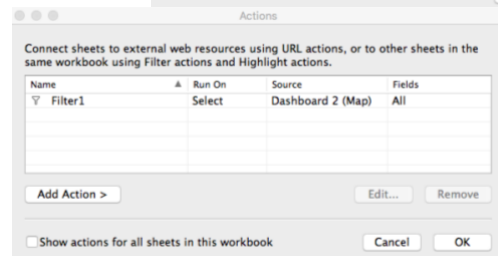 Actions
Connect sheets to external web resources using URL actions, or to other sheets in the
same workbook using Filter actions and Highlight actions.
Name Run On Source Fields
Filter1 Select Dashboard 2 (Map) All
Add Action > Edit... Remove
Show actions for all sheets in this workbook Cancel OK